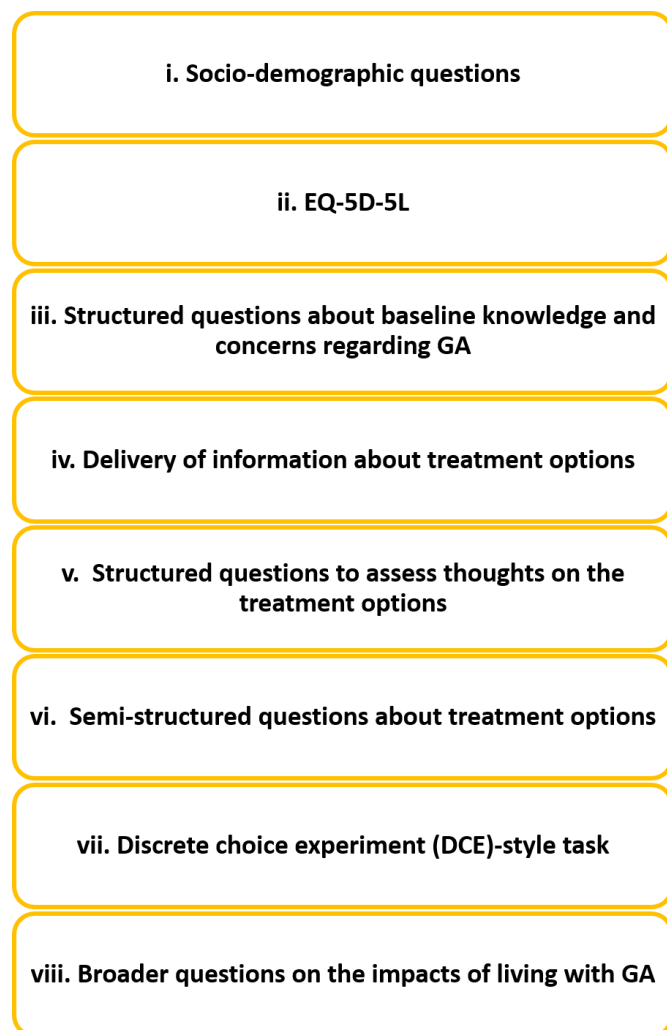 i. Socio-demographic questions
ii. EQ-5D-5L
iii. Structured questions about baseline knowledge and
concerns regarding GA
iv. Delivery of information about treatment options
v. Structured questions to assess thoughts on the
treatment options
vi. Semi-structured questions about treatment options
vii. Discrete choice experiment (DCE)-style task
viii. Broader questions on the impacts of living with GA